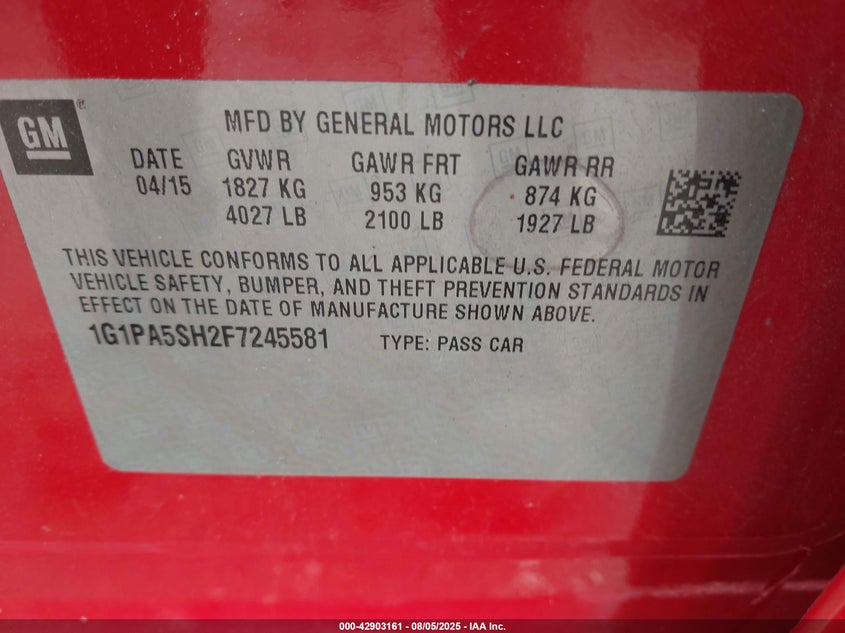 GM®
MFD BY GENERAL MOTORS LLC
DATE GVWR GAWR FRT GAWR RR
04/15 1827 KG 953 KG 874 KG
4027 LB 2100 LB 1927 LB
THIS VEHICLE CONFORMS TO ALL APPLICABLE U.S. FEDERAL MOTOR
VEHICLE SAFETY, BUMPER, AND THEFT PREVENTION STANDARDS IN
EFFECT ON THE DATE OF MANUFACTURE SHOWN ABOVE.
1G1PA5SH2F7245581 TYPE: PASS CAR
000-42903161 - 08/05/2025 - IAA Inc.